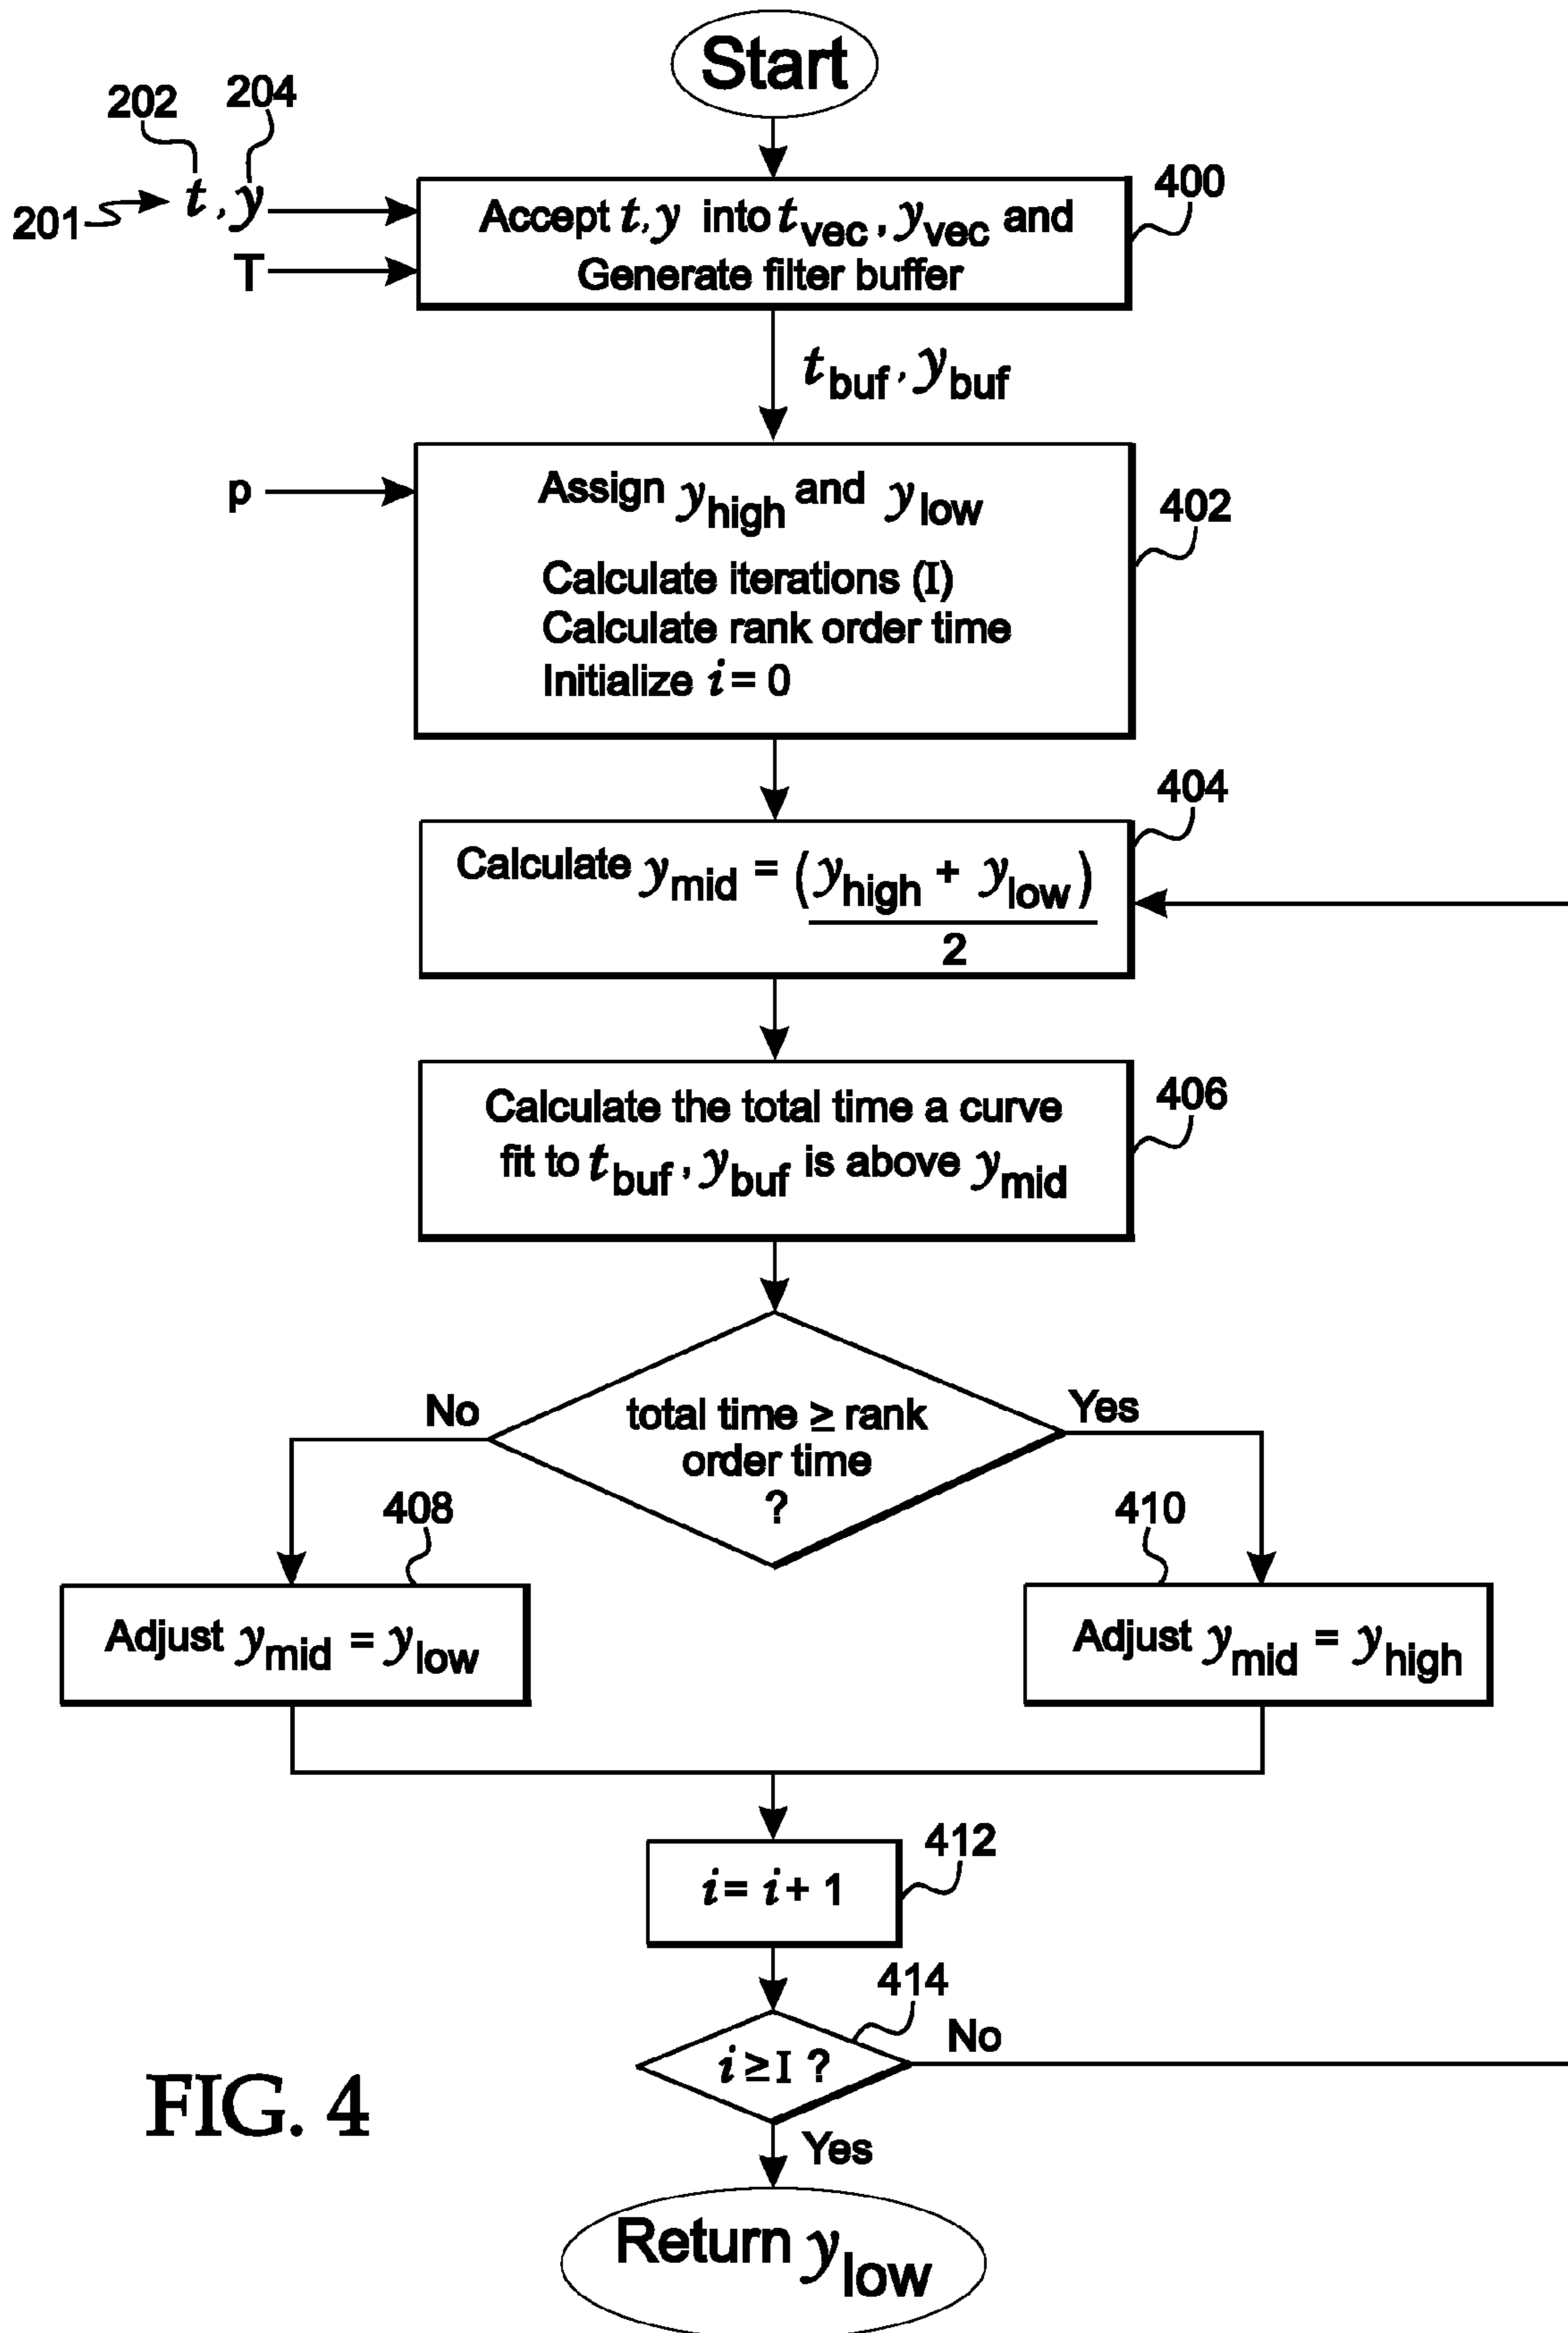 Start
202
204
201
t, y
T
400
Accept t, y into t_vec, y_vec and
Generate filter buffer
t_buf, y_buf
p
402
Assign y_high and y_low
Calculate iterations (I)
Calculate rank order time
Initialize i = 0
404
Calculate y_mid = (y_high + y_low)
2
406
Calculate the total time a curve
fit to t_buf, y_buf is above y_mid
No
Yes
total time ≥ rank
order time
?
408
410
Adjust y_mid = y_low
Adjust y_mid = y_high
412
i = i + 1
414
i ≥ I ?
No
Yes
FIG. 4
Return y_low